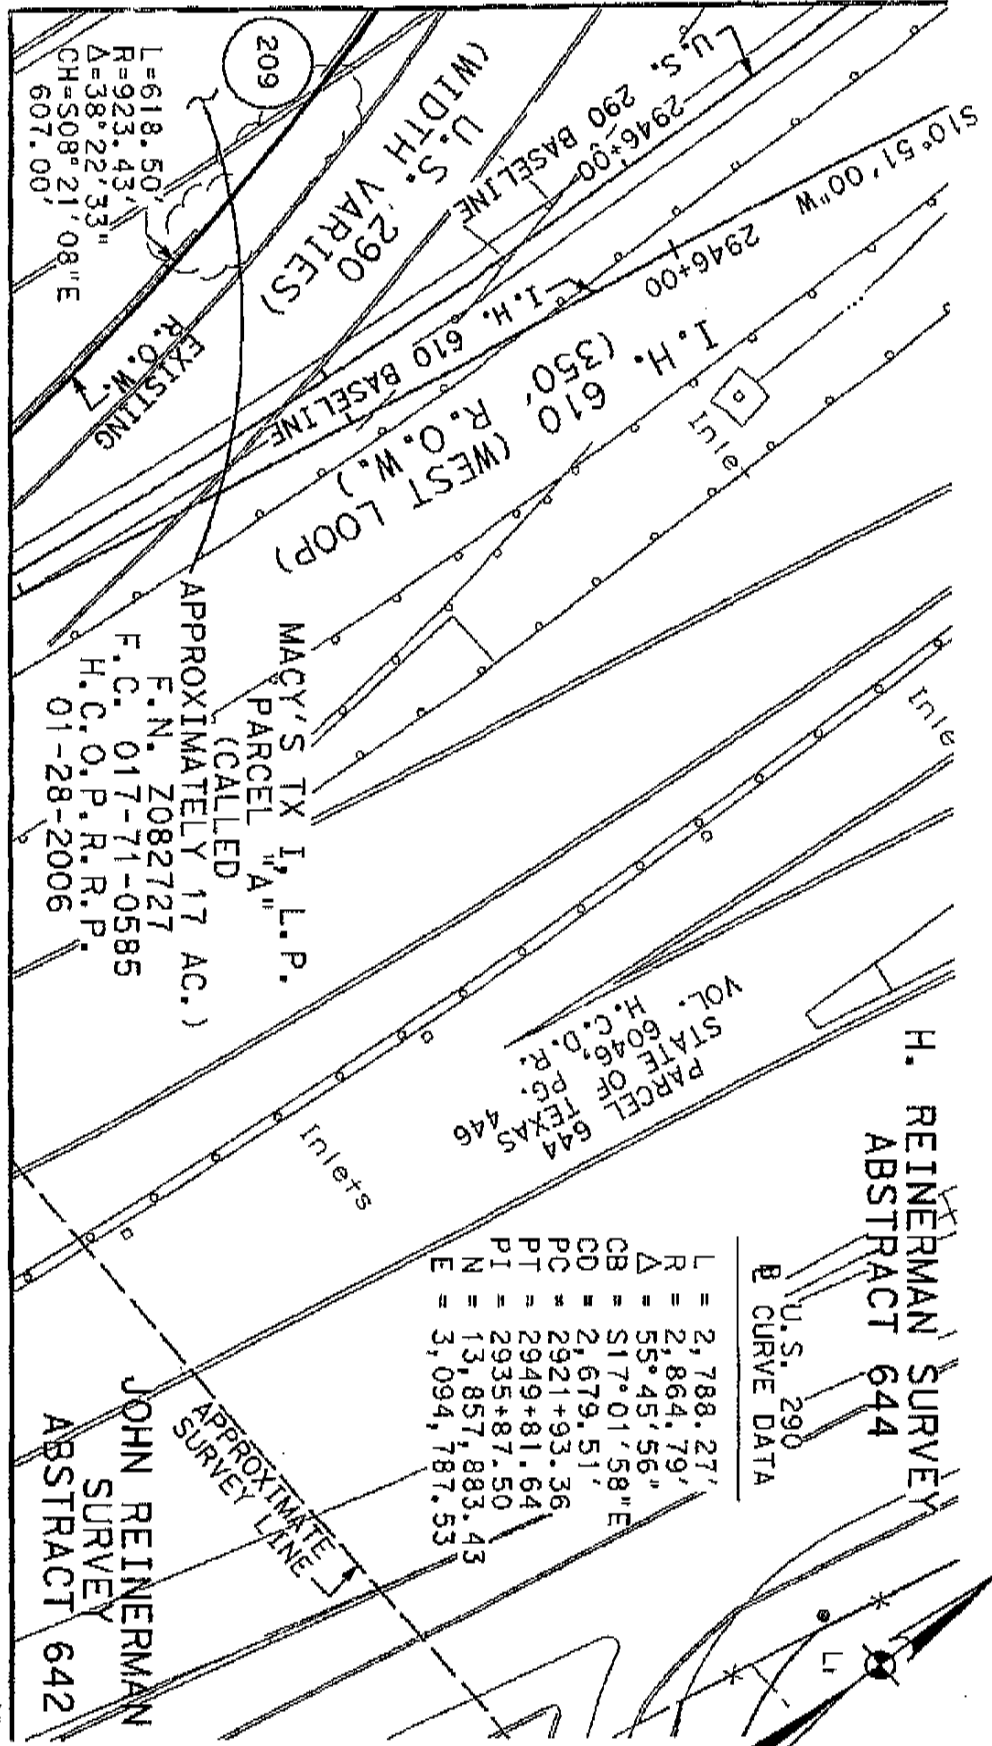 L=618.50'
R=923.43'
Δ=38°22'33"
CH=S08°21'08"E
607.00'
209
U.S. 290
(WIDTH VARIES)
EXISTING
R.O.W.
U.S. 290 BASELINE
2946+00
I.H. 610 BASELINE
2946+00
S10°51'00"W
I.H. 610 (WEST LOOP)
(350' R.O.W.)
Inlet
MACY'S TX I, L.P.
PARCEL "A"
(CALLED
APPROXIMATELY 17 AC.)
F.N. Z082727
F.C. 017-71-0585
H.C.O.P.R.R.P.
01-28-2006
Inle
PARCEL 644
STATE OF TEXAS
VOL. 6046, PG. 446
H.C.D.R.
Inlets
H. REINERMAN SURVEY
ABSTRACT 644
U.S. 290
CURVE DATA
L = 2,788.27'
R = 2,864.79'
Δ = 55°45'56"
CB = S17°01'58"E
CD = 2,679.51'
PC = 2921+93.36
PT = 2949+81.64
PI = 2935+87.50
N = 13,857,883.43
E = 3,094,787.53
APPROXIMATE
SURVEY LINE
JOHN REINERMAN
SURVEY
ABSTRACT 642